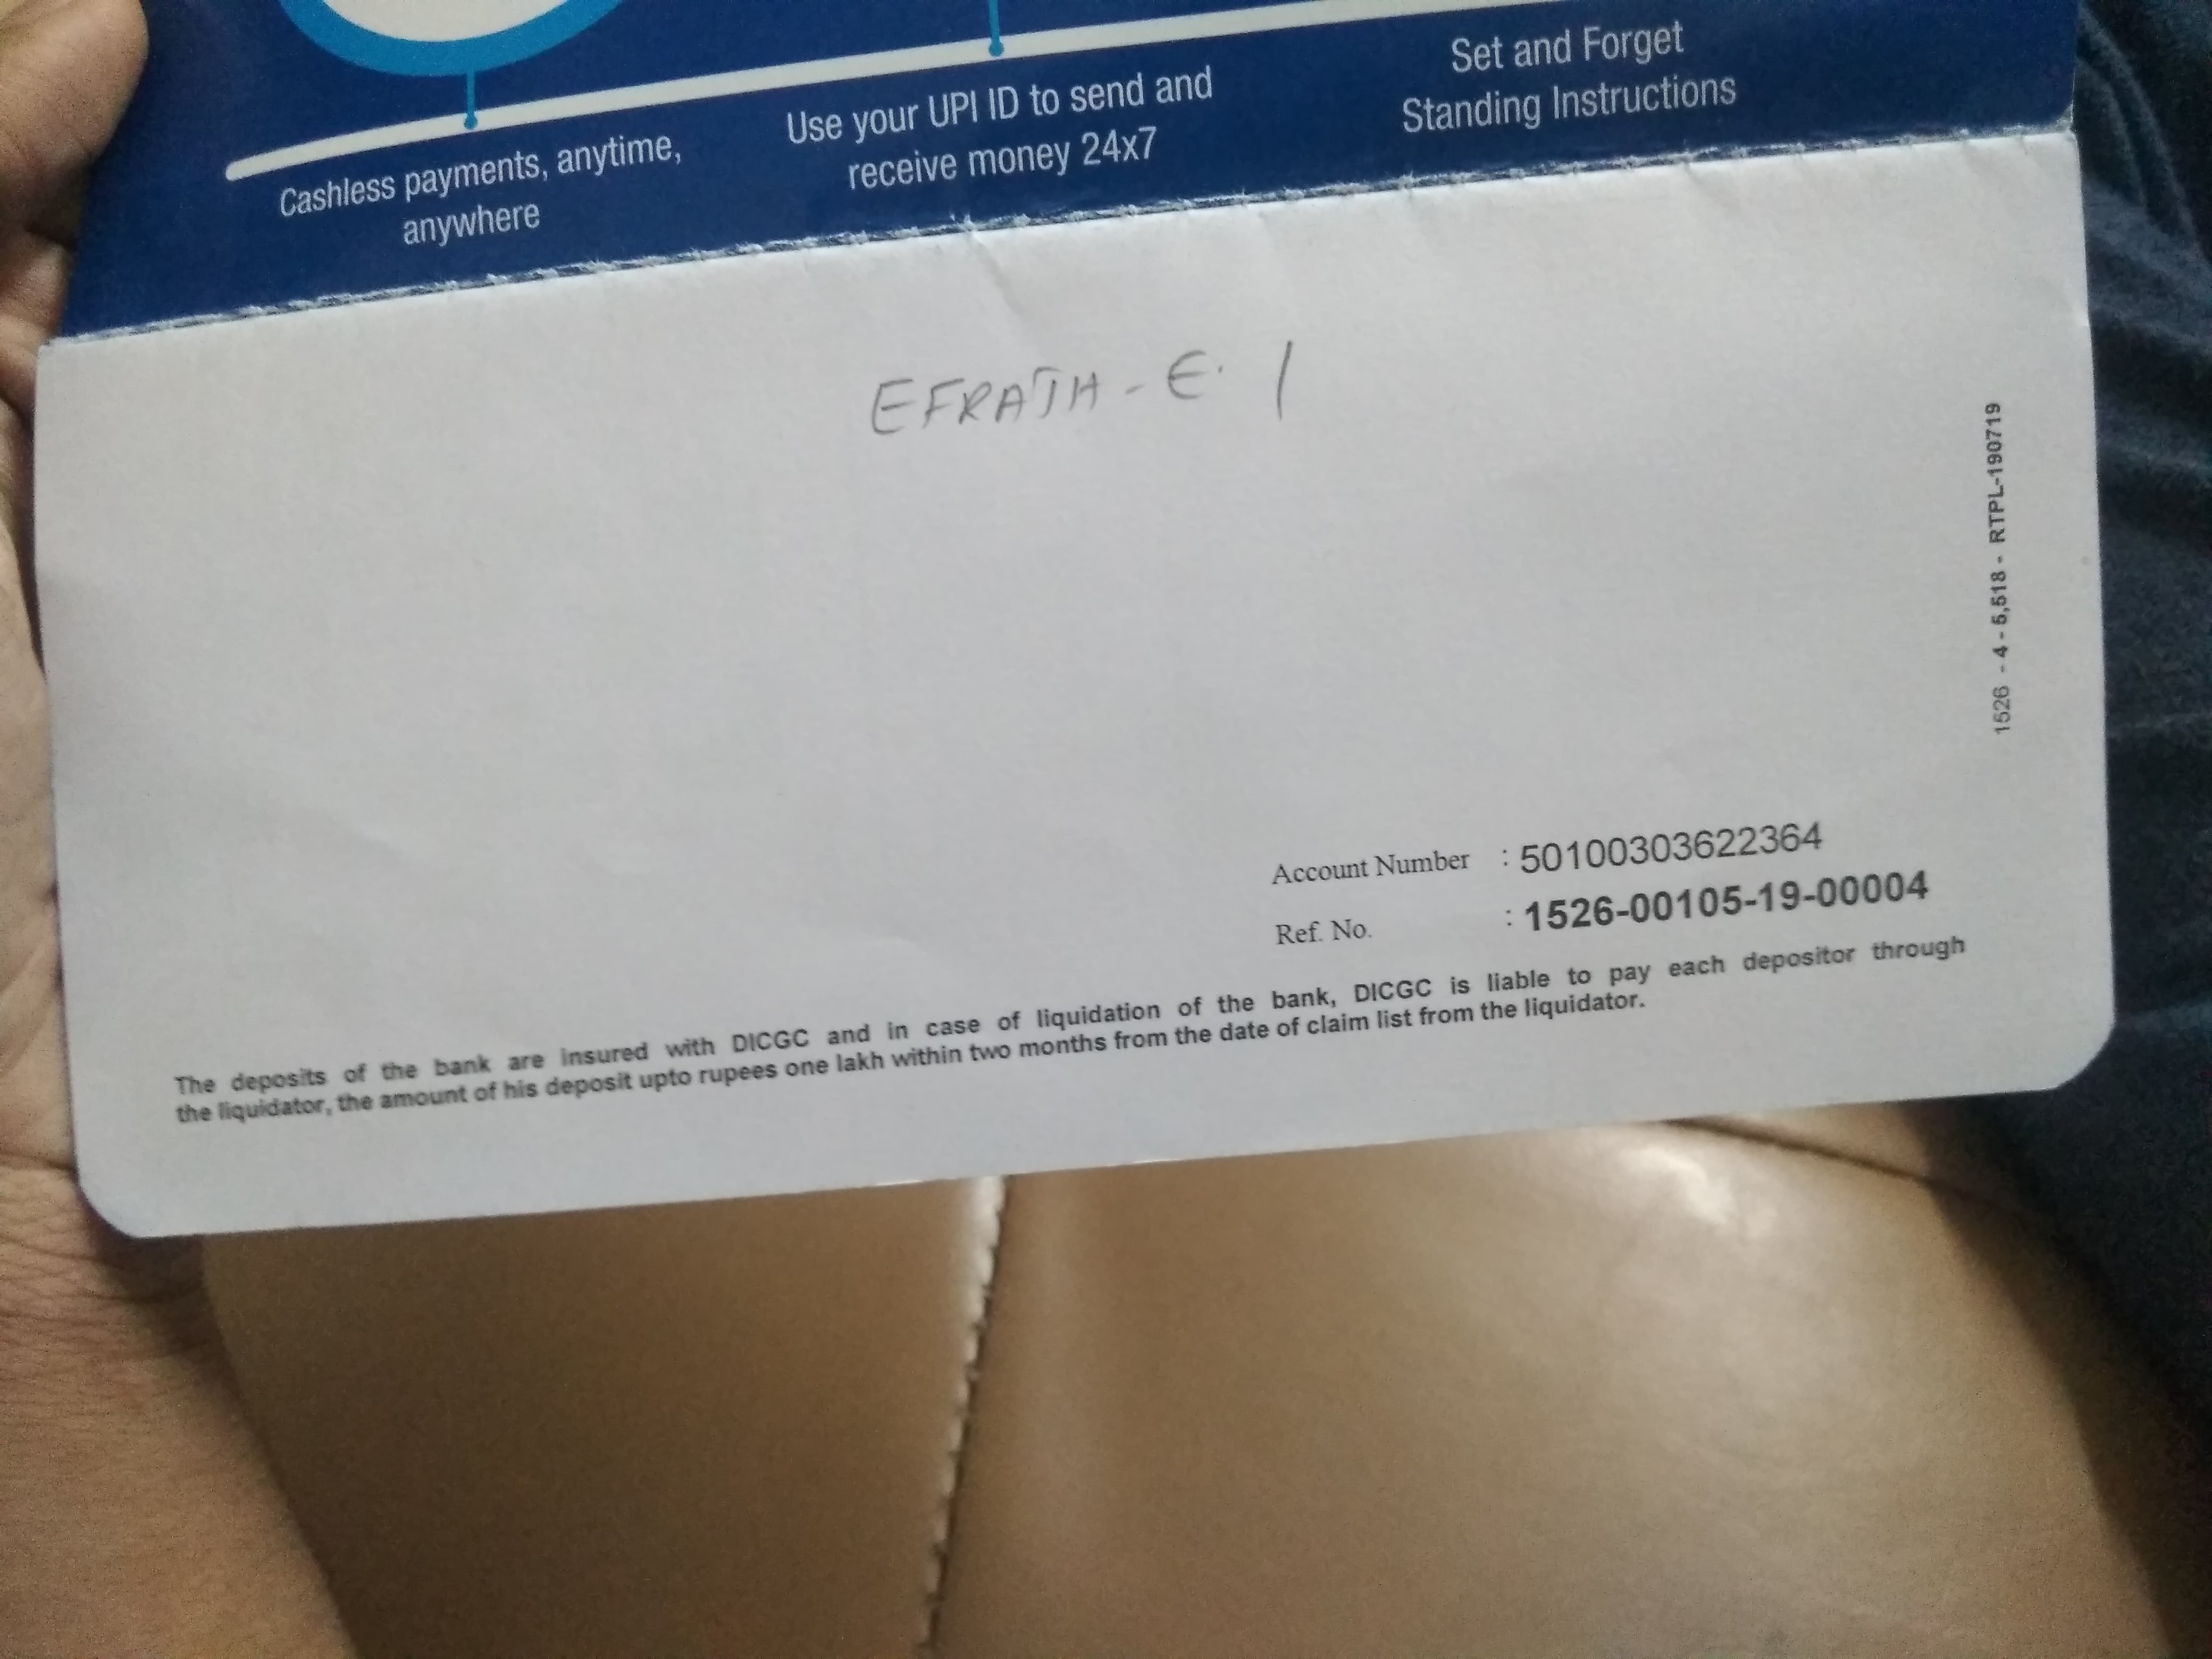 Cashless payments, anytime,
anywhere
Use your UPI ID to send and
receive money 24x7
Set and Forget
Standing Instructions
EFRATH - E. /
1526 - 4 - 5,518 - RTPL-190719
Account Number : 50100303622364
Ref. No. : 1526-00105-19-00004
The deposits of the bank are insured with DICGC and in case of liquidation of the bank, DICGC is liable to pay each depositor through
the liquidator, the amount of his deposit upto rupees one lakh within two months from the date of claim list from the liquidator.